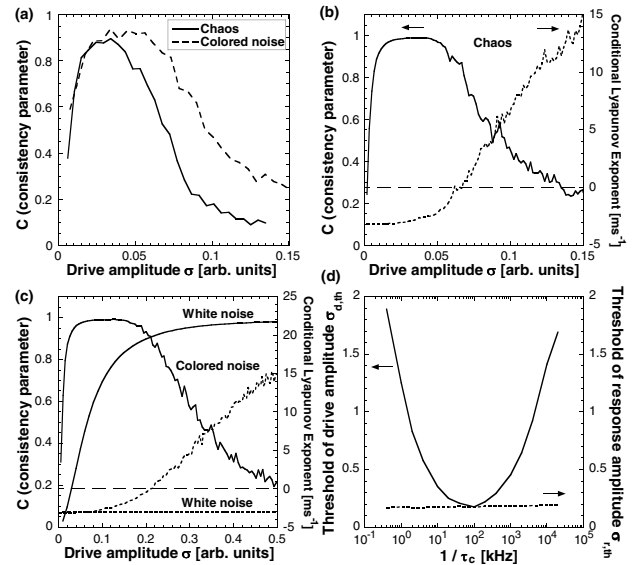 (a)
Chaos
Colored noise
C (consistency parameter)
1
0.8
0.6
0.4
0.2
0
0 0.05 0.1 0.15
Drive amplitude σ [arb. units]
(b)
Chaos
C (consistency parameter)
1
0.8
0.6
0.4
0.2
0 0.05 0.1 0.15
Drive amplitude σ [arb. units]
15
10
5
0
-5
Conditional Lyapunov Exponent [ms-1]
(c)
White noise
Colored noise
White noise
C (consistency parameter)
1
0.8
0.6
0.4
0.2
0 0.1 0.2 0.3 0.4 0.5
Drive amplitude σ [arb. units]
25
20
15
10
5
0
-5
Conditional Lyapunov Exponent [ms-1]
(d)
Threshold of drive amplitude σd,th
2
1.5
1
0.5
0
10-1 100 101 102 103 104 105
1 / τc [kHz]
2
1.5
1
0.5
0
Threshold of response amplitude σr,th